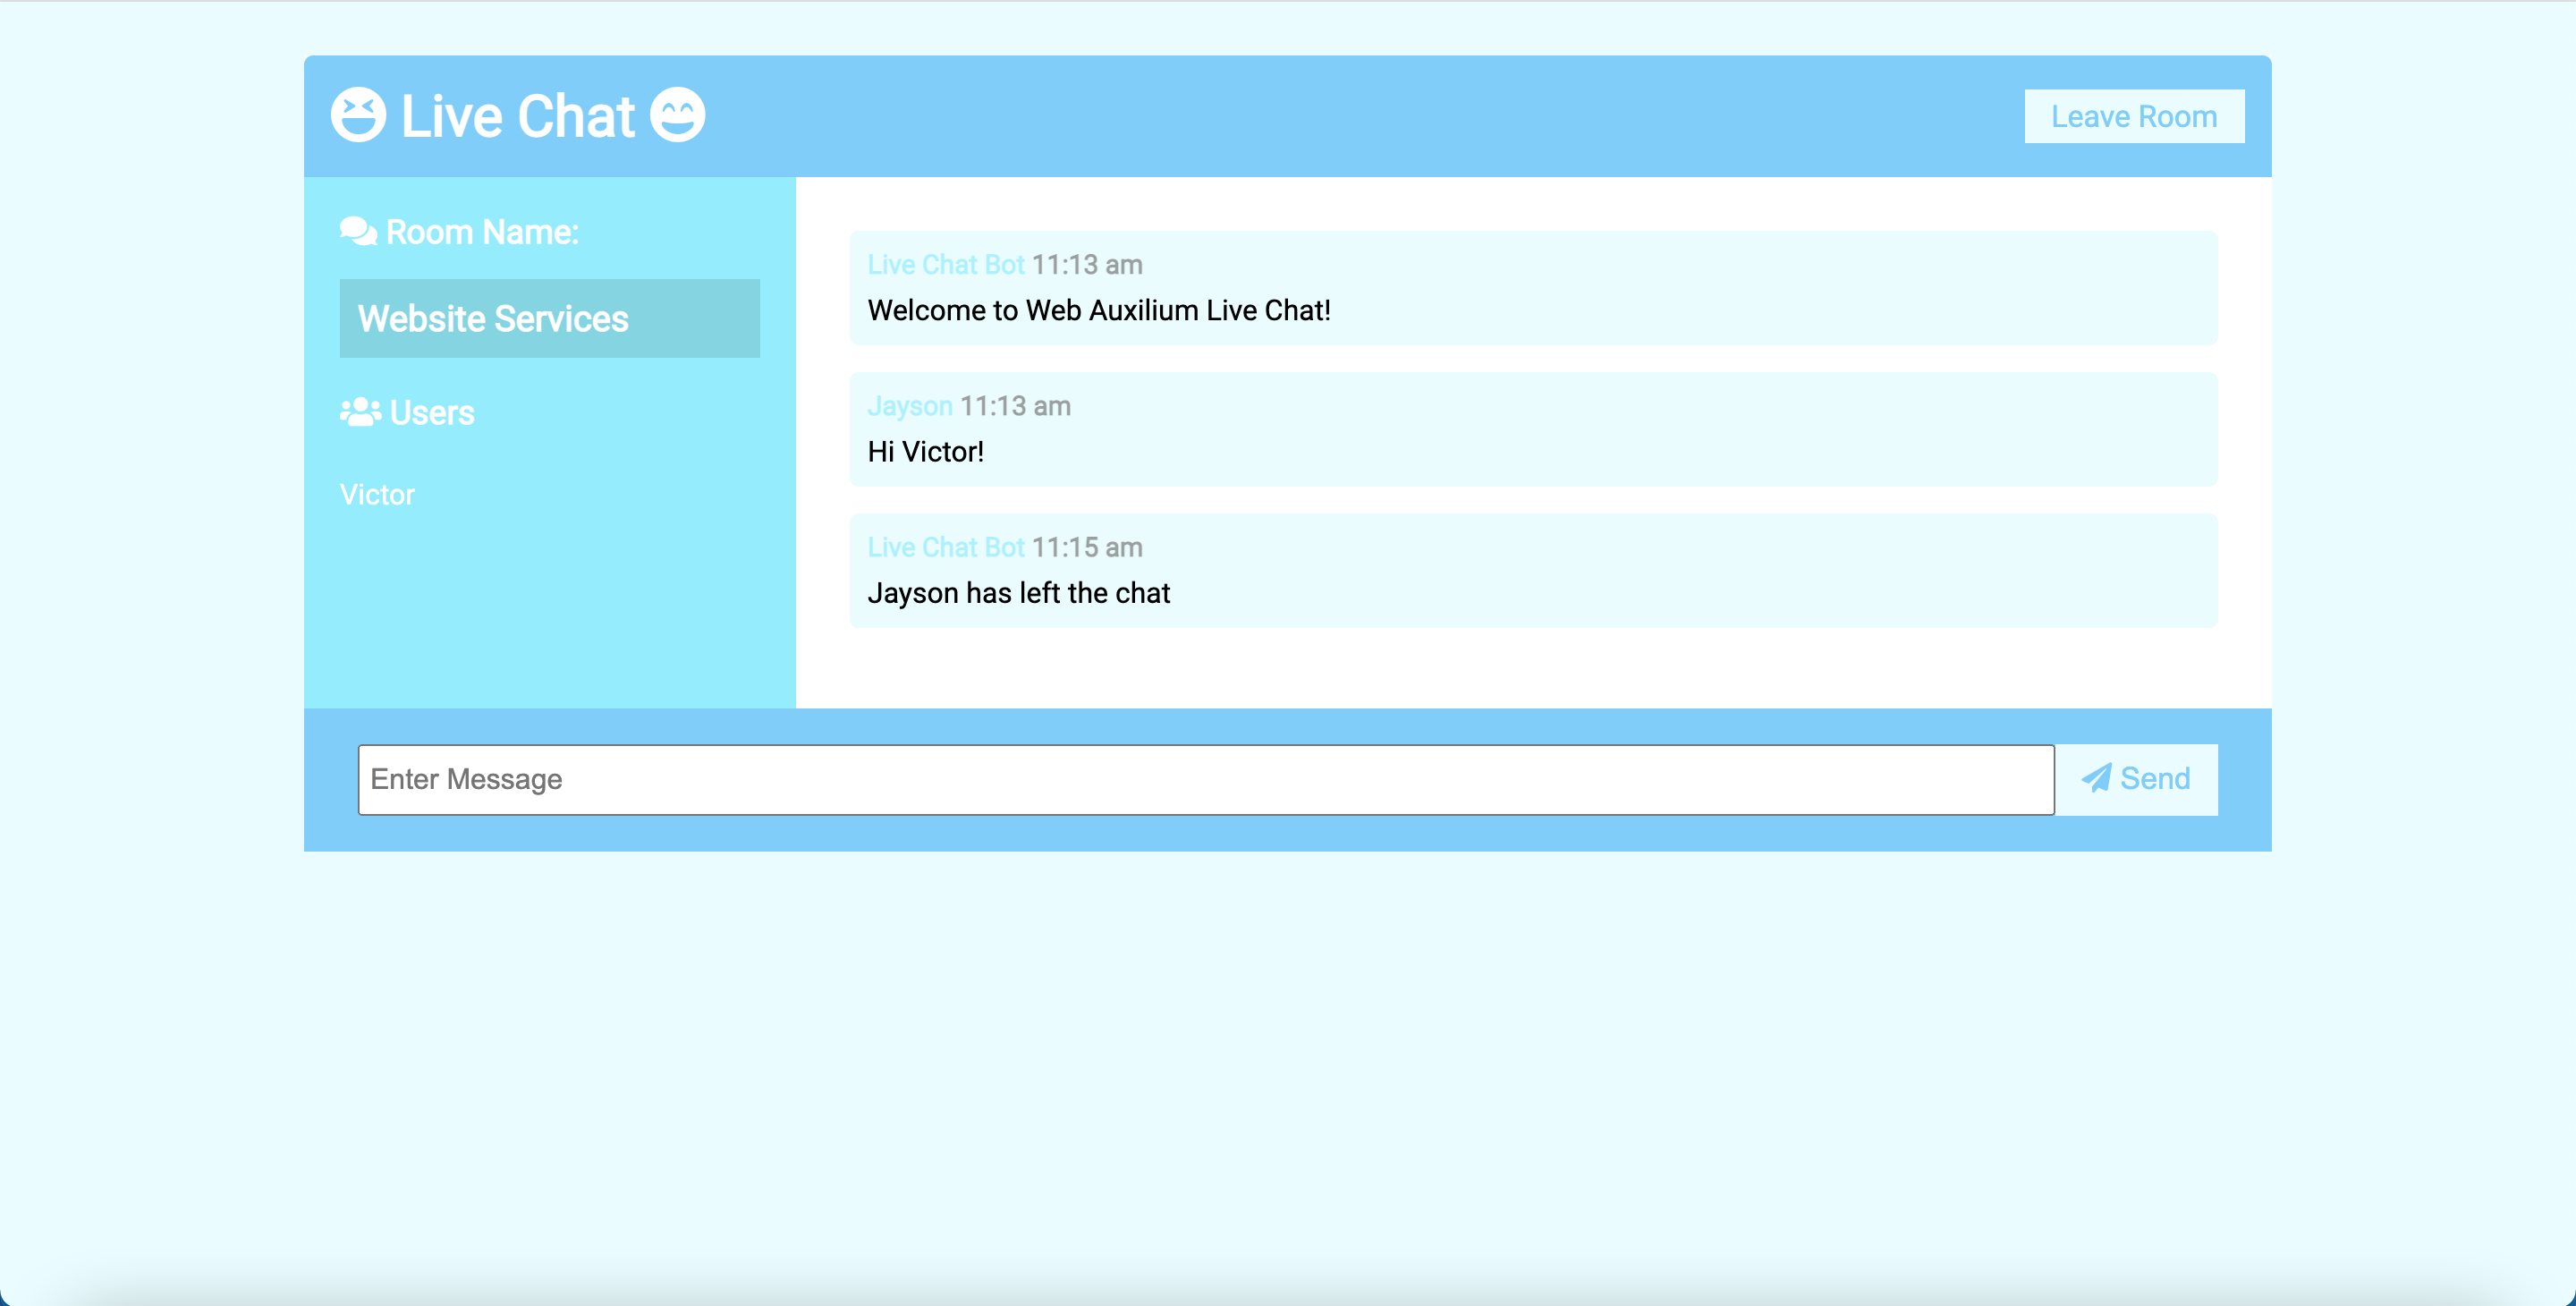 Live Chat
Leave Room
Room Name:
Website Services
Users
Victor
Live Chat Bot 11:13 am
Welcome to Web Auxilium Live Chat!
Jayson 11:13 am
Hi Victor!
Live Chat Bot 11:15 am
Jayson has left the chat
Enter Message
Send